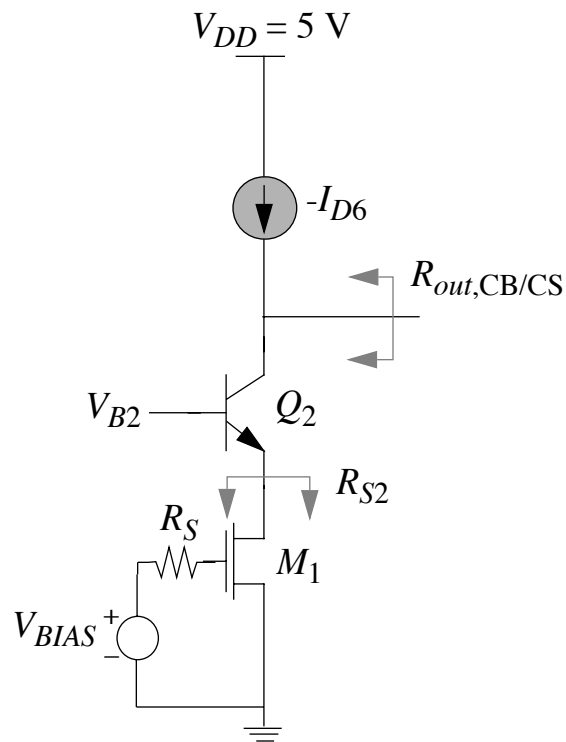 V_DD = 5 V
-I_D6
R_out,CB/CS
V_B2
Q_2
R_S2
R_S
M_1
V_BIAS
+
−